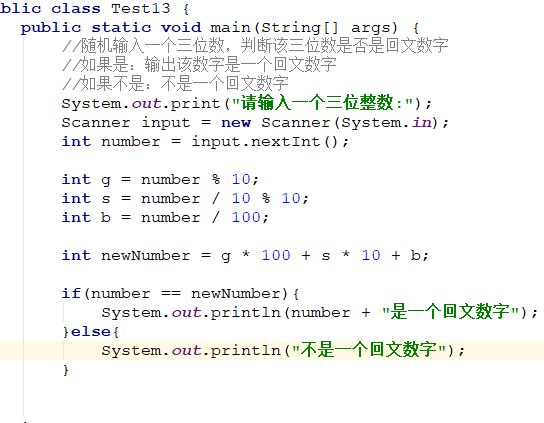 blic class Test13 {
public static void main(String[] args) {
//随机输入一个三位数，判断该三位数是否是回文数字
//如果是：输出该数字是一个回文数字
//如果不是：不是一个回文数字
System.out.print("请输入一个三位整数:");
Scanner input = new Scanner(System.in);
int number = input.nextInt();
int g = number % 10;
int s = number / 10 % 10;
int b = number / 100;
int newNumber = g * 100 + s * 10 + b;
if(number == newNumber){
System.out.println(number + "是一个回文数字");
}else{
System.out.println("不是一个回文数字");
}